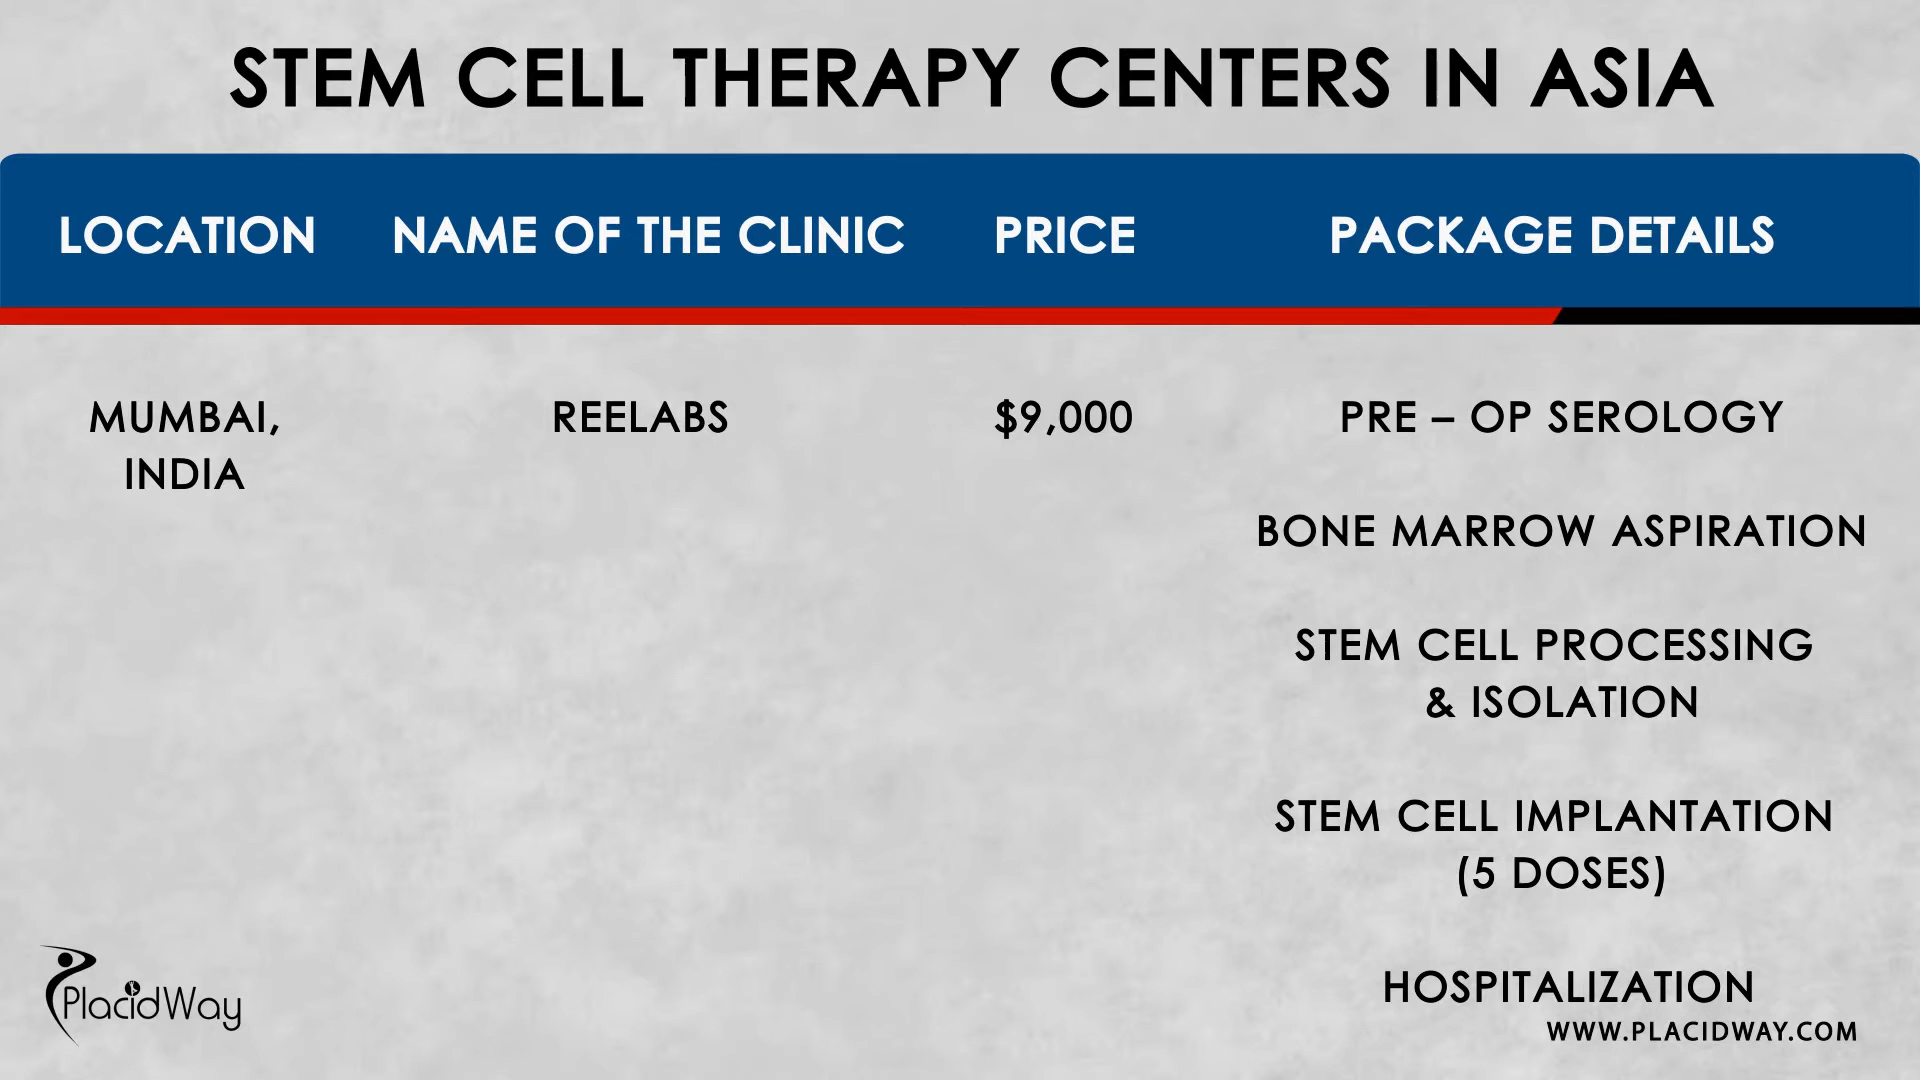 STEM CELL THERAPY CENTERS IN ASIA
LOCATION NAME OF THE CLINIC PRICE PACKAGE DETAILS
MUMBAI, REELABS $9,000 PRE – OP SEROLOGY
INDIA
BONE MARROW ASPIRATION
STEM CELL PROCESSING
& ISOLATION
STEM CELL IMPLANTATION
(5 DOSES)
HOSPITALIZATION
PlacidWay
WWW.PLACIDWAY.COM